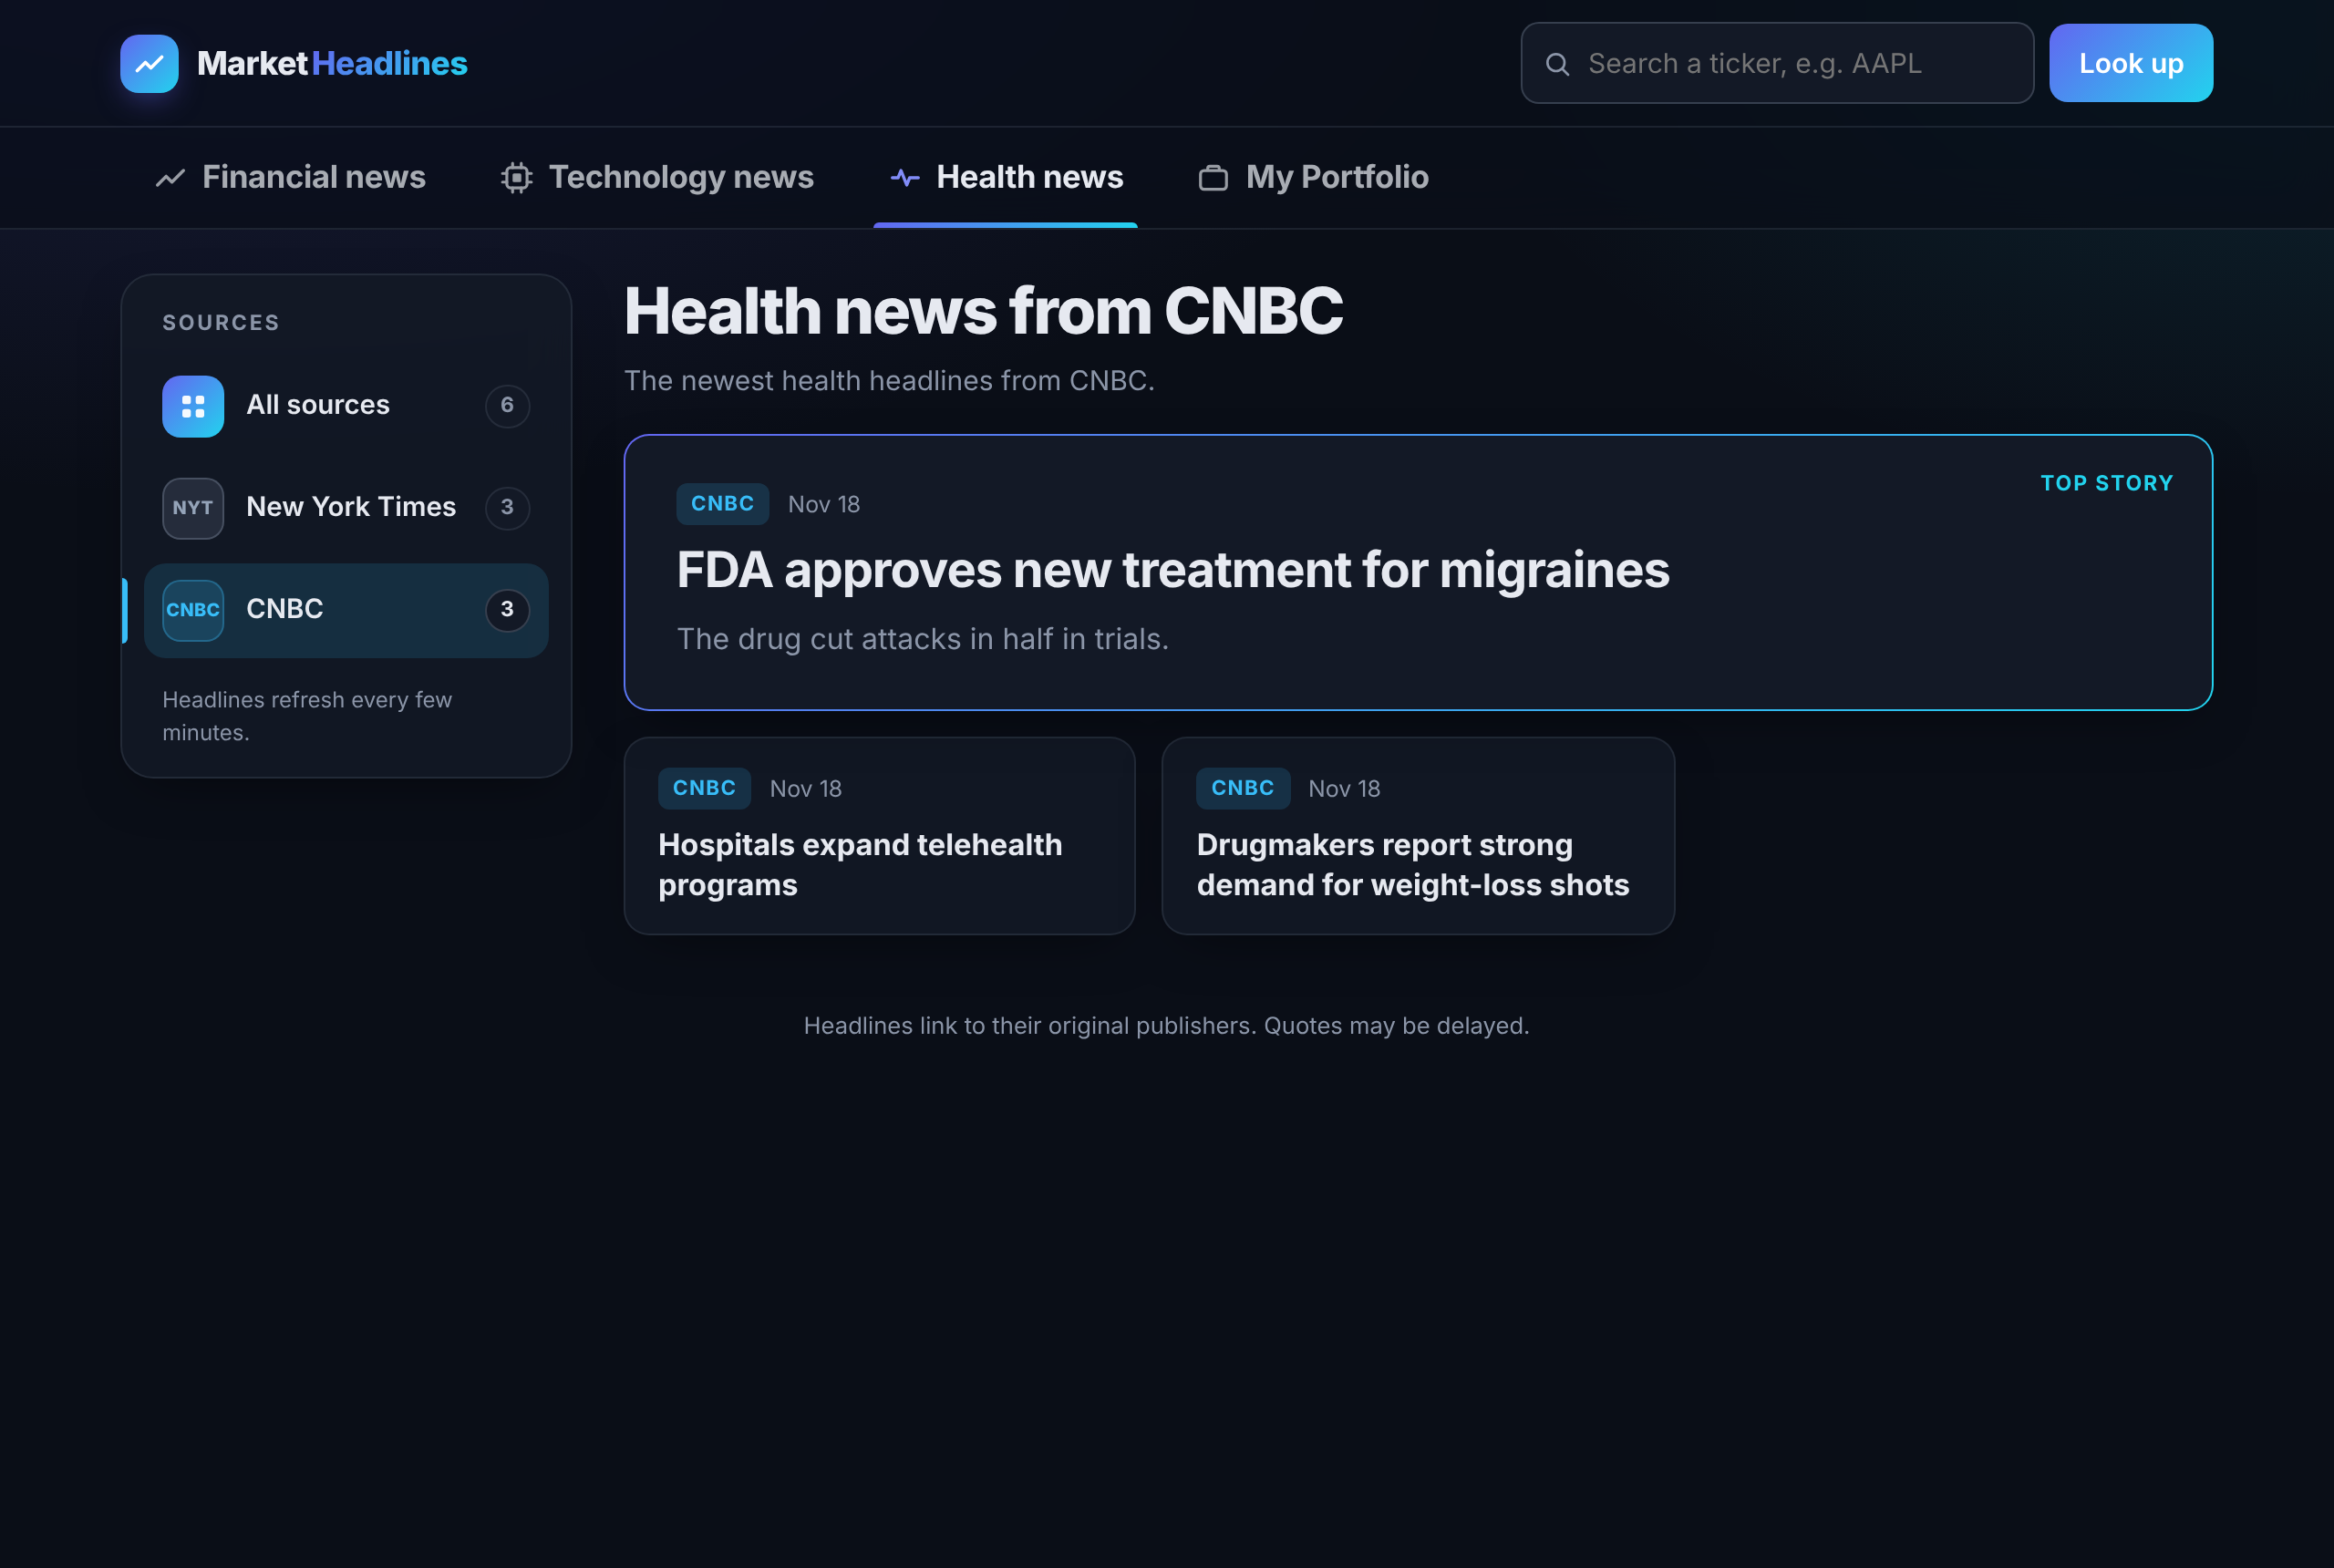 MarketHeadlines
Search a ticker, e.g. AAPL
Look up
Financial news
Technology news
Health news
My Portfolio
SOURCES
All sources
6
NYT
New York Times
3
CNBC
CNBC
3
Headlines refresh every few
minutes.
Health news from CNBC
The newest health headlines from CNBC.
TOP STORY
CNBC
Nov 18
FDA approves new treatment for migraines
The drug cut attacks in half in trials.
CNBC
Nov 18
Hospitals expand telehealth
programs
CNBC
Nov 18
Drugmakers report strong
demand for weight-loss shots
Headlines link to their original publishers. Quotes may be delayed.